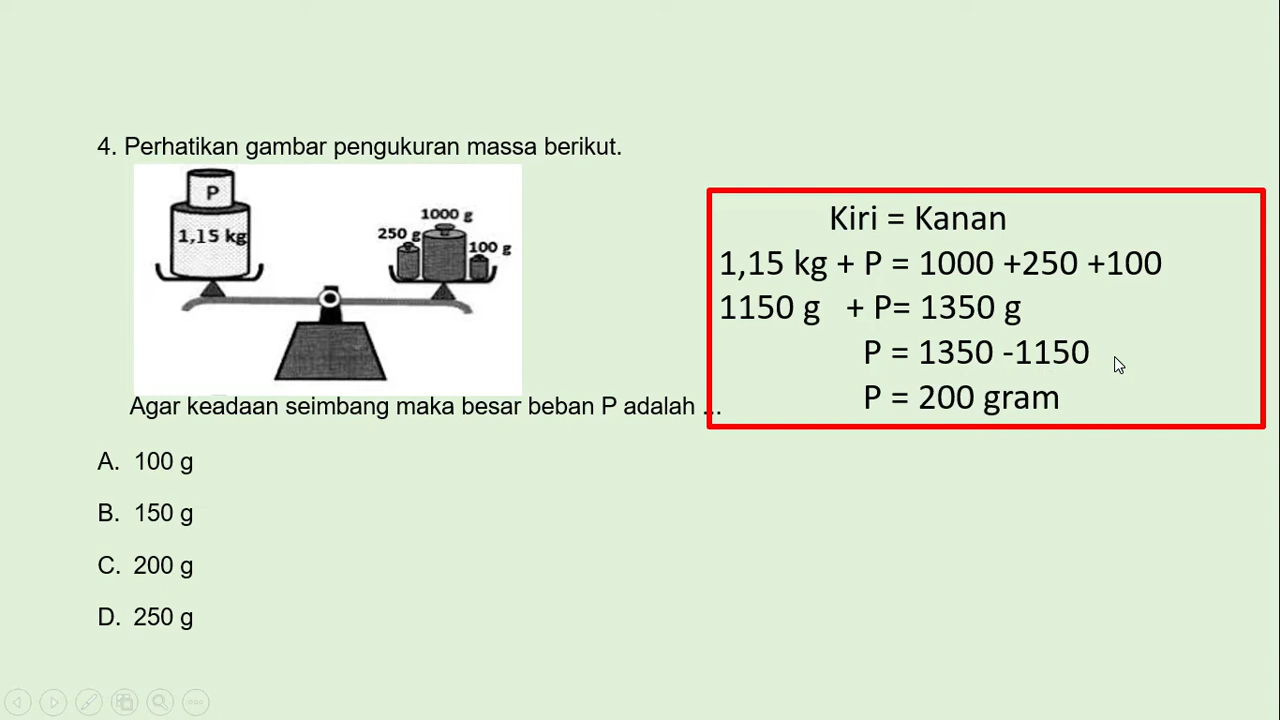 4. Perhatikan gambar pengukuran massa berikut.
P
1,15 kg
1000 g
250 g
100 g
Agar keadaan seimbang maka besar beban P adalah ...
A. 100 g
B. 150 g
C. 200 g
D. 250 g
Kiri = Kanan
1,15 kg + P = 1000 +250 +100
1150 g + P= 1350 g
P = 1350 -1150
P = 200 gram